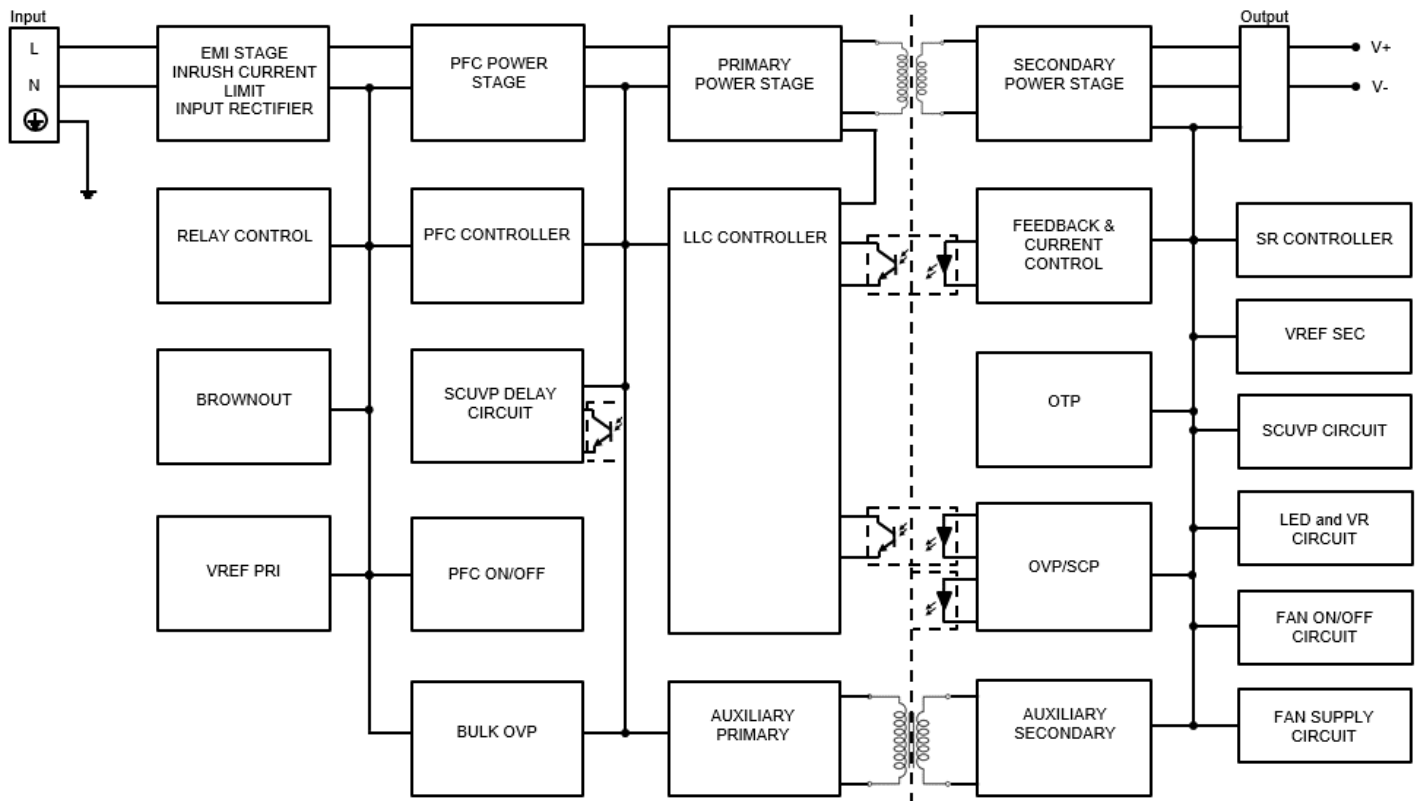 Input
L
N
EMI STAGE
INRUSH CURRENT
LIMIT
INPUT RECTIFIER
PFC POWER
STAGE
PRIMARY
POWER STAGE
SECONDARY
POWER STAGE
Output
V+
V-
RELAY CONTROL
PFC CONTROLLER
LLC CONTROLLER
FEEDBACK &
CURRENT
CONTROL
SR CONTROLLER
VREF SEC
BROWNOUT
SCUVP DELAY
CIRCUIT
OTP
SCUVP CIRCUIT
LED and VR
CIRCUIT
VREF PRI
PFC ON/OFF
OVP/SCP
FAN ON/OFF
CIRCUIT
BULK OVP
AUXILIARY
PRIMARY
AUXILIARY
SECONDARY
FAN SUPPLY
CIRCUIT